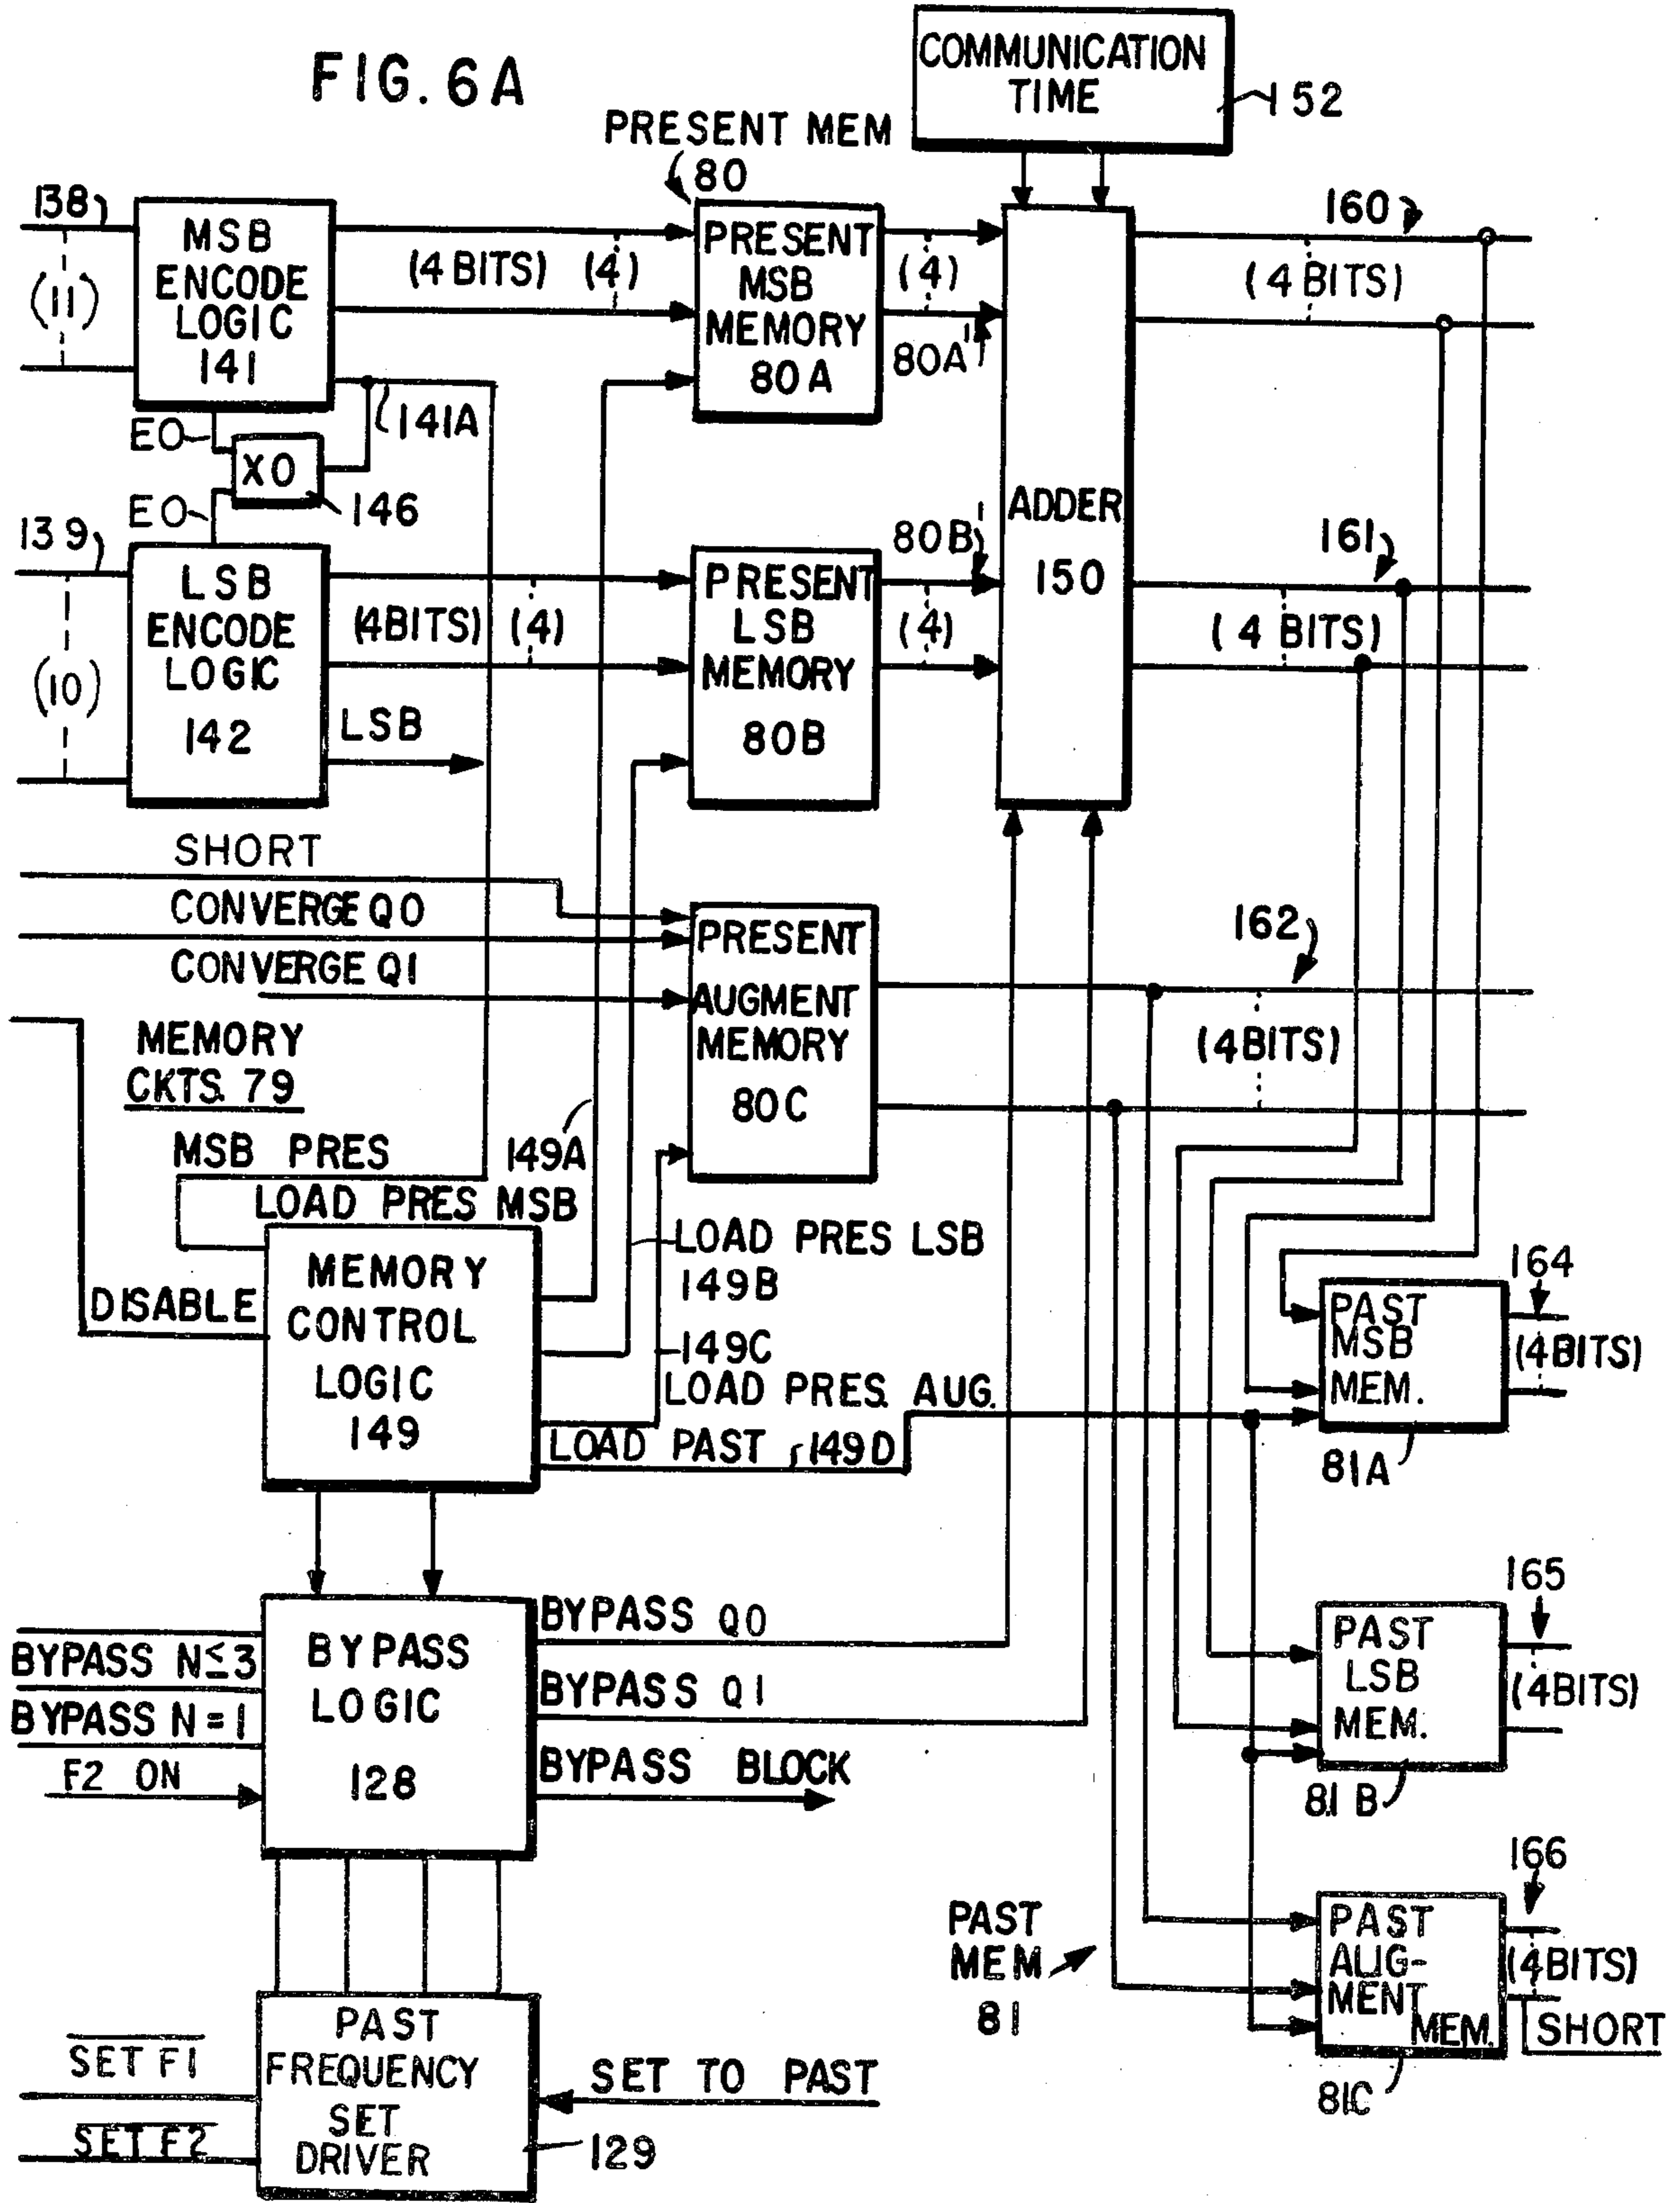 FIG. 6A
COMMUNICATION
TIME
152
PRESENT MEM
80
138
(11)
MSB
ENCODE
LOGIC
141
(4 BITS) (4)
PRESENT
MSB
MEMORY
80A
(4)
80A'
160
(4 BITS)
141A
EO
XO
146
EO
139
(10)
LSB
ENCODE
LOGIC
142
(4BITS) (4)
LSB
PRESENT
LSB
MEMORY
80B
80B'
(4)
ADDER
150
161
(4 BITS)
SHORT
CONVERGE Q0
CONVERGE Q1
PRESENT
AUGMENT
MEMORY
80C
162
(4BITS)
MEMORY
CKTS. 79
MSB PRES
149A
LOAD PRES MSB
LOAD PRES LSB
149B
149C
LOAD PRES. AUG.
LOAD PAST 149D
DISABLE
MEMORY
CONTROL
LOGIC
149
PAST
MSB
MEM.
164
(4BITS)
81A
BYPASS N≤3
BYPASS N=1
F2 ON
BYPASS
LOGIC
128
BYPASS Q0
BYPASS Q1
BYPASS BLOCK
PAST
LSB
MEM.
165
(4BITS)
81B
PAST
MEM
81
PAST
AUG-
MENT
MEM.
166
(4BITS)
SHORT
81C
SET F1
SET F2
PAST
FREQUENCY
SET
DRIVER
129
SET TO PAST